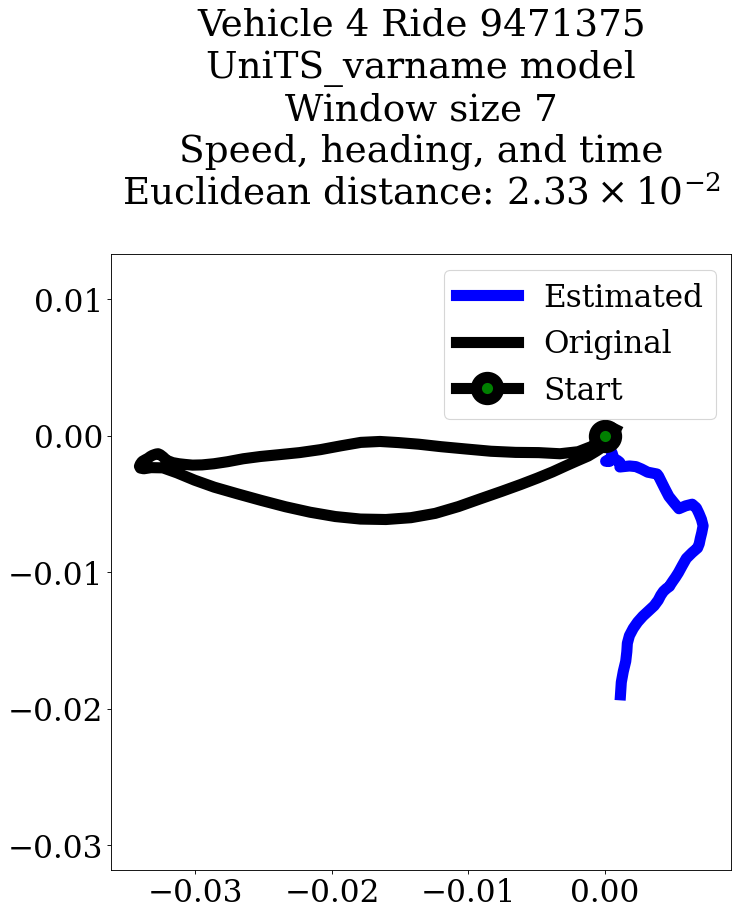 Vehicle 4 Ride 9471375
UniTS_varname model
Window size 7
Speed, heading, and time
Euclidean distance: 2.33 × 10⁻²
Estimated
Original
Start
0.01
0.00
−0.01
−0.02
−0.03
−0.03 −0.02 −0.01 0.00